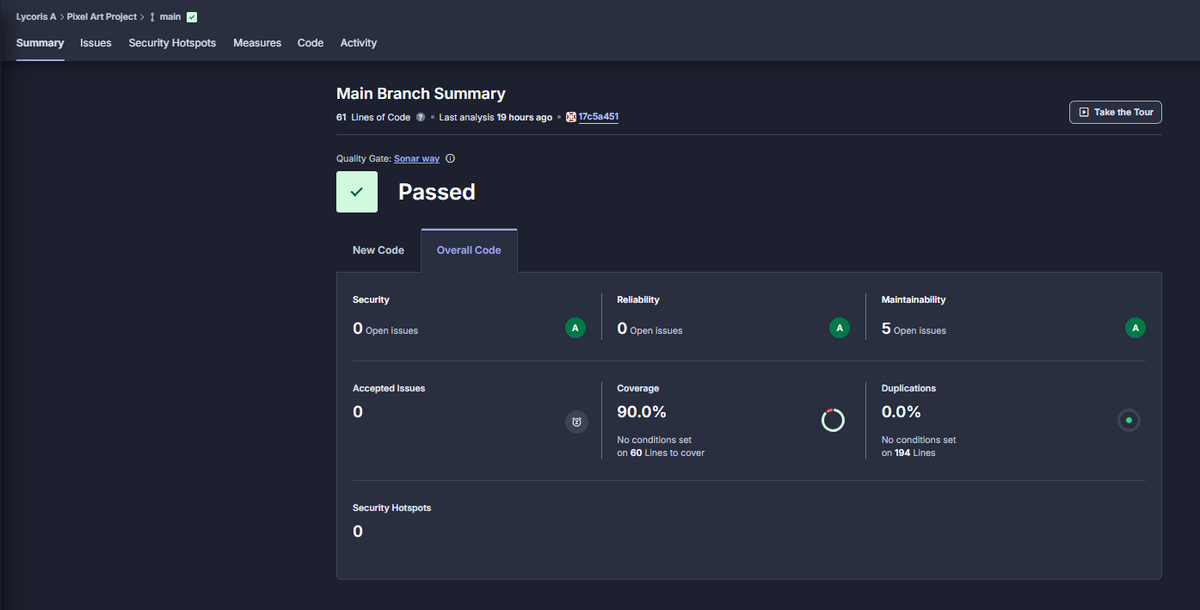 Lycoris A > Pixel Art Project > main
Summary Issues Security Hotspots Measures Code Activity
Main Branch Summary
61 Lines of Code ? • Last analysis 19 hours ago • 17c5a451
Take the Tour
Quality Gate: Sonar way
Passed
New Code Overall Code
Security Reliability Maintainability
0 Open issues A 0 Open issues A 5 Open issues A
Accepted Issues Coverage Duplications
0 90.0% 0.0%
No conditions set No conditions set
on 60 Lines to cover on 194 Lines
Security Hotspots
0